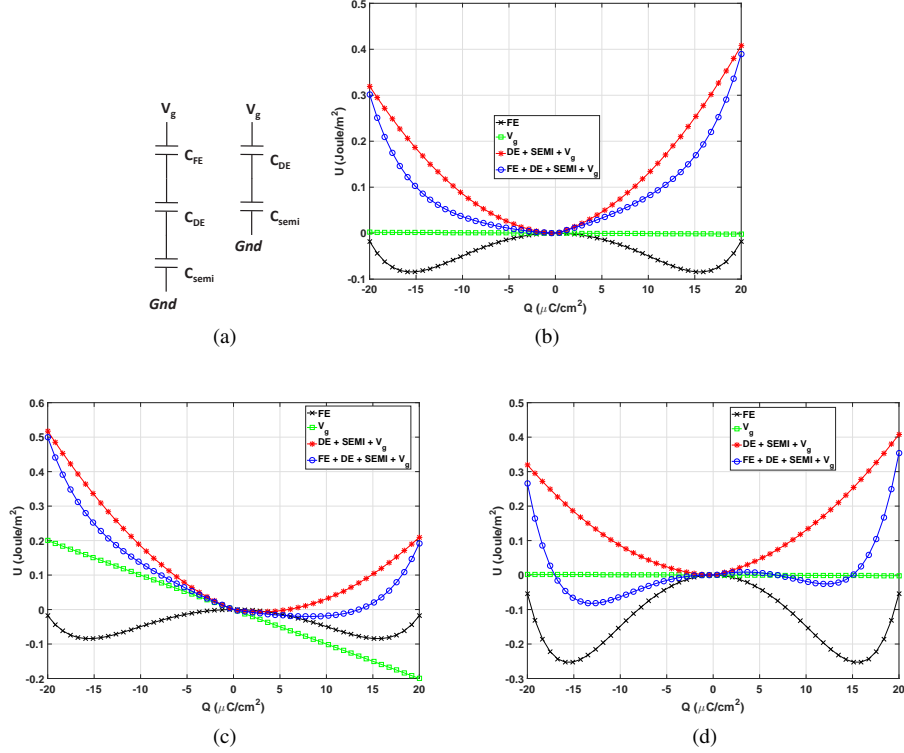 V_g
V_g
C_FE
C_DE
C_DE
C_semi
Gnd
C_semi
Gnd
(a)
0.5
0.4
0.3
0.2
0.1
0
-0.1
U (Joule/m²)
FE
V_g
DE + SEMI + V_g
FE + DE + SEMI + V_g
-20 -15 -10 -5 0 5 10 15 20
Q (μC/cm²)
(b)
0.6
0.5
0.4
0.3
0.2
0.1
0
-0.1
-0.2
U (Joule/m²)
FE
V_g
DE + SEMI + V_g
FE + DE + SEMI + V_g
-20 -15 -10 -5 0 5 10 15 20
Q (μC/cm²)
(c)
0.5
0.4
0.3
0.2
0.1
0
-0.1
-0.2
-0.3
U (Joule/m²)
FE
V_g
DE + SEMI + V_g
FE + DE + SEMI + V_g
-20 -15 -10 -5 0 5 10 15 20
Q (μC/cm²)
(d)